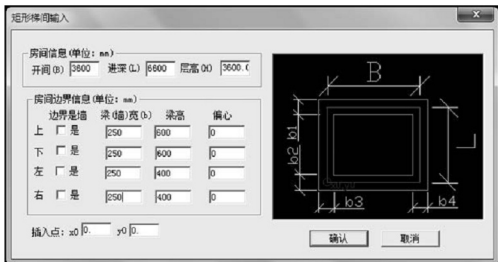 矩形梯间输入
房间信息(单位: mm)
开间(B) 3600 进深(L) 6600 层高(H) 3600.0
房间边界信息(单位: mm)
边界是墙 梁(墙)宽(b) 梁高 偏心
上 是 250 600 0
下 是 250 600 0
左 是 250 400 0
右 是 250 400 0
插入点: x0 0. y0 0.
B
b1
b2
L
b3
b4
确认 取消